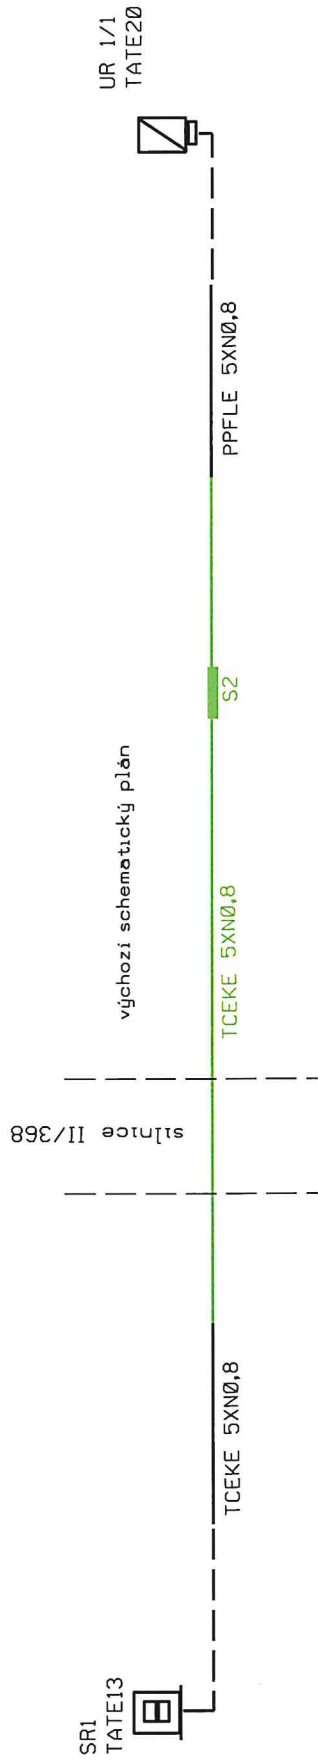 SR1
TATE13
TCEKE 5XN0,8
silnice II/368
TCEKE 5XN0,8
výchozí schematický plán
S2
PPFLE 5XN0,8
UR 1/1
TATE20